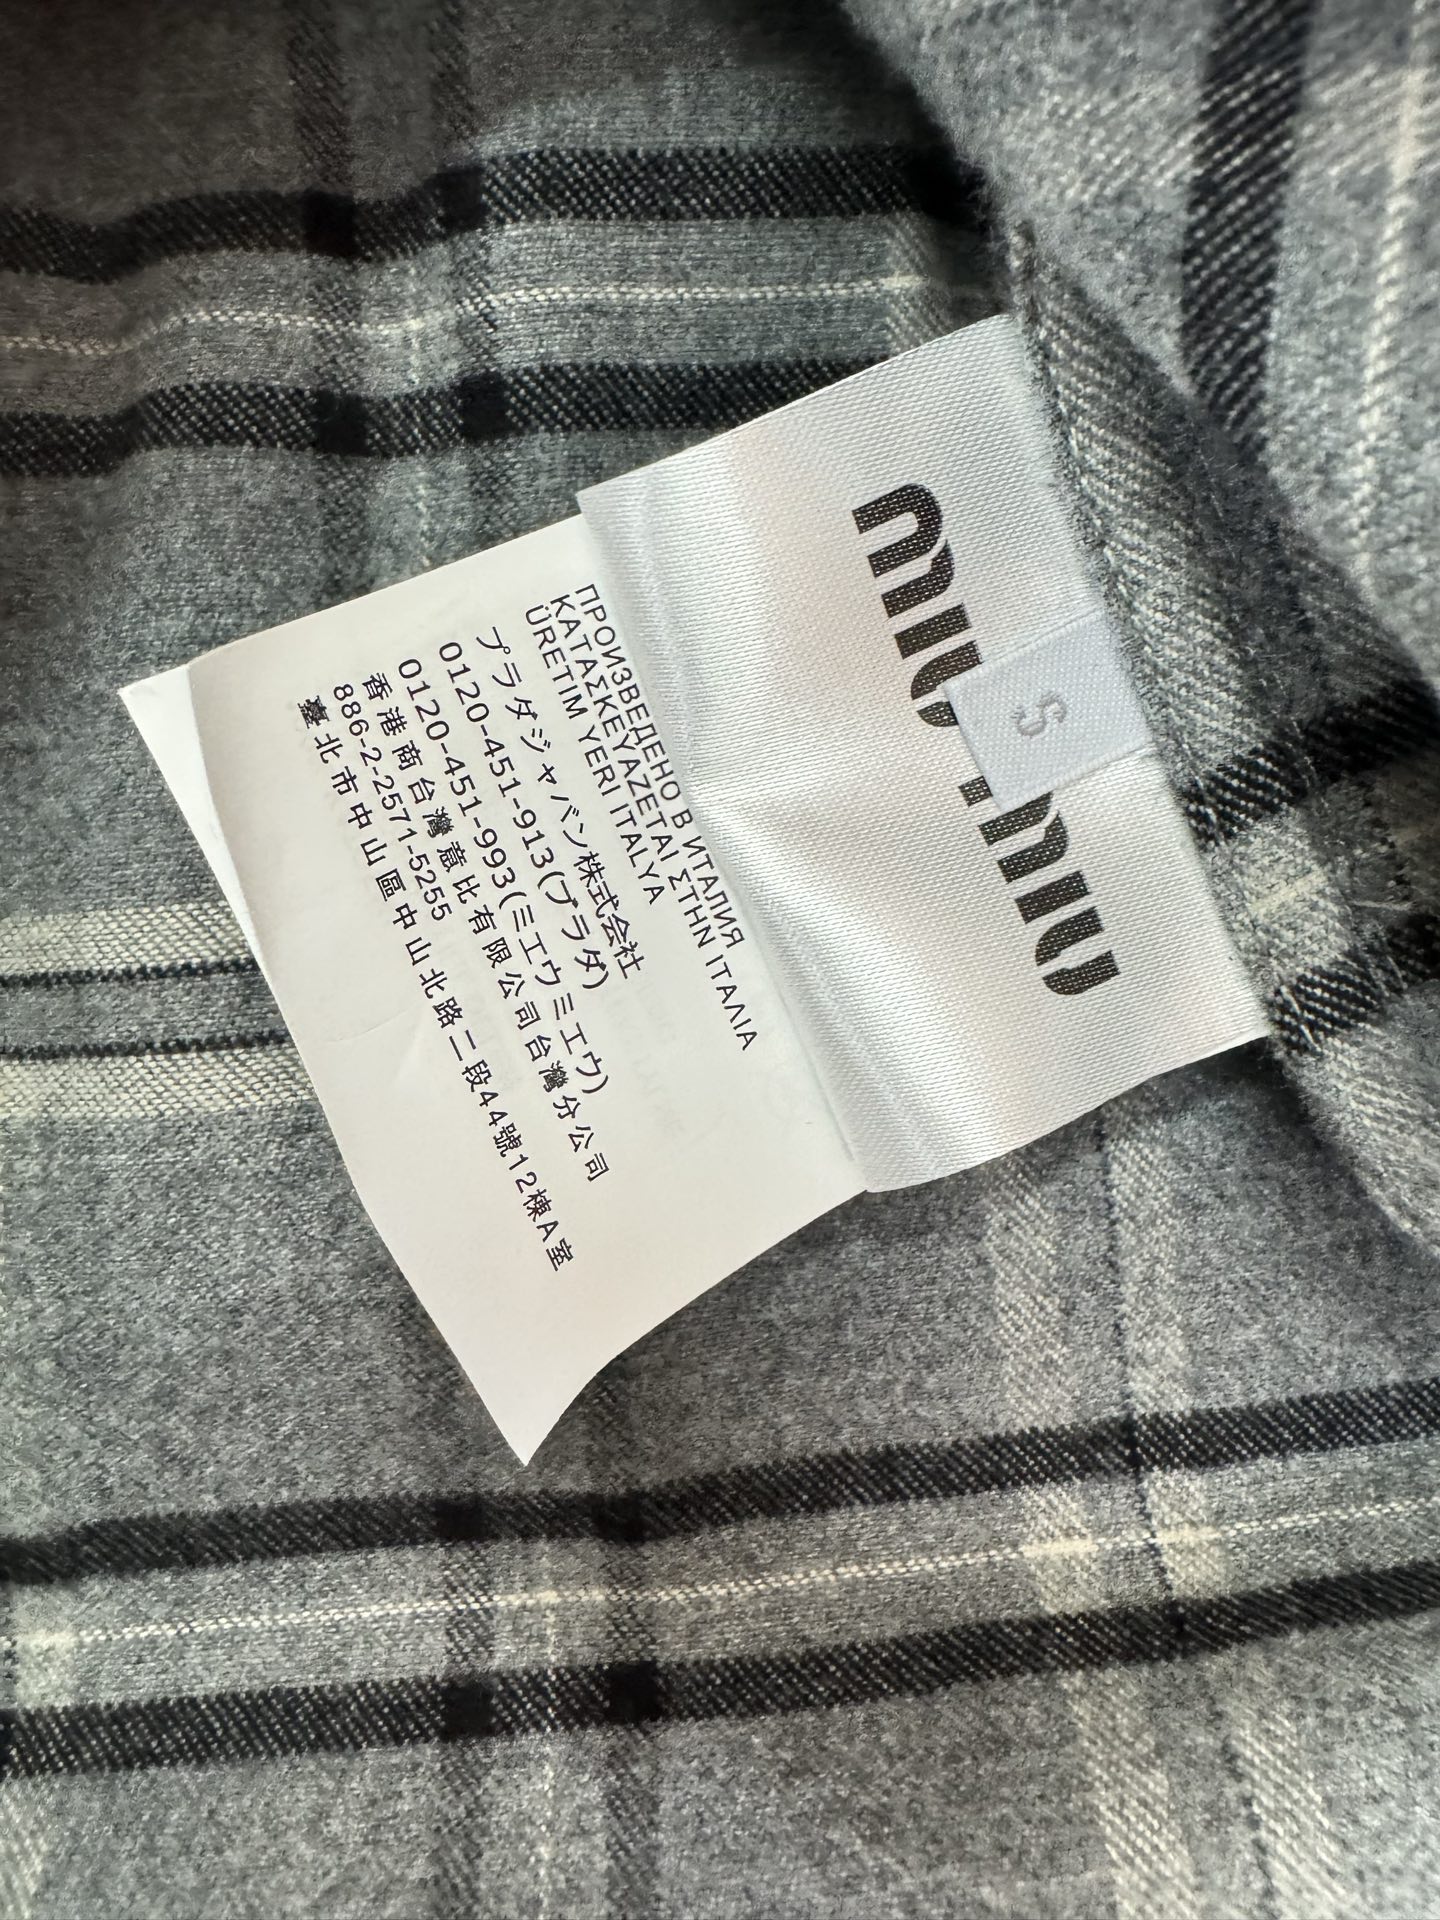 miu miu
S
ПРОИЗВЕДЕНО В ИТАЛИЯ
ΚΑΤΑΣΚΕΥΑΖΕΤΑΙ ΣΤΗΝ ΙΤΑΛΙΑ
ÜRETIM YERI ITALYA
プラダジャパン株式会社
0120-451-913(プラダ)
0120-451-993(ミュウミュウ)
香港商台灣意比有限公司台灣分公司
886-2-2571-5255
臺北市中山區中山北路二段44號12棟A室